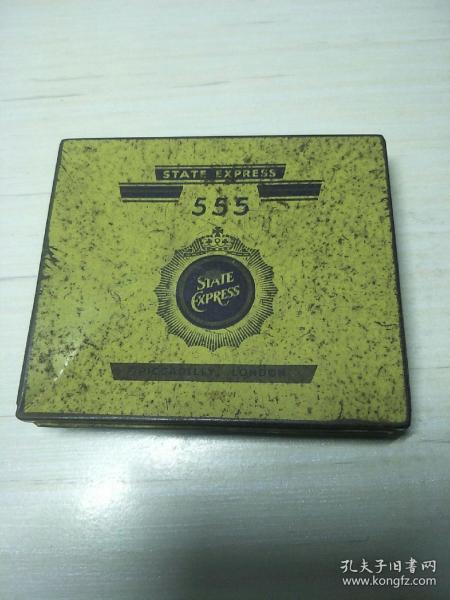 STATE EXPRESS
555
STATE
EXPRESS
PICCADILLY, LONDON
孔夫子旧书网
www.kongfz.com